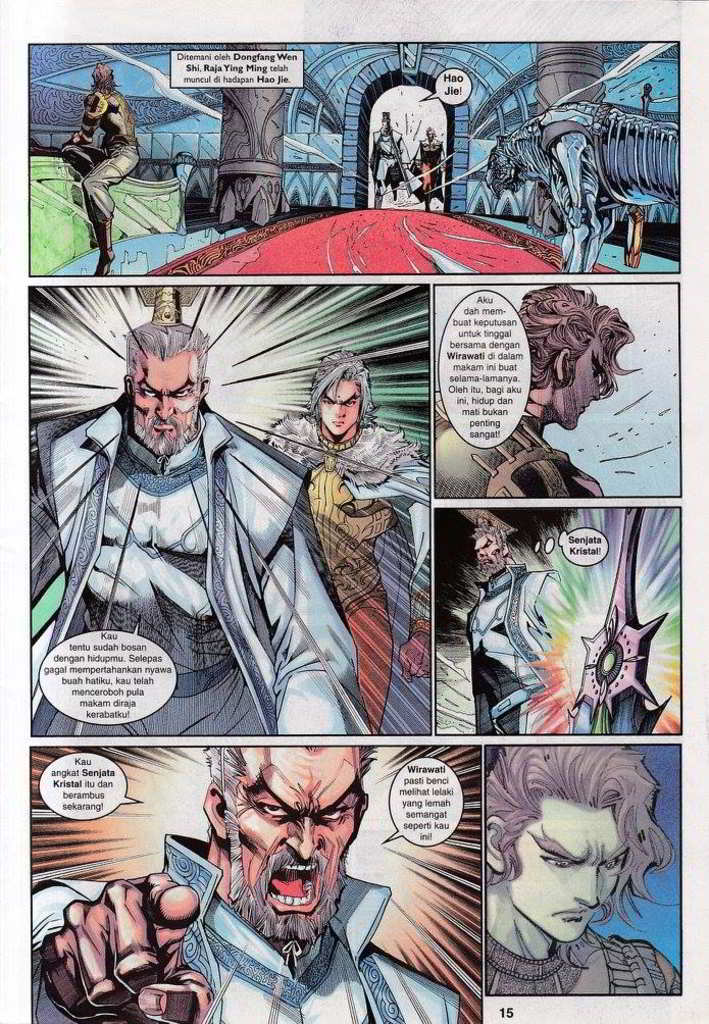 Ditemani oleh Dongfang Wen
Shi, Raja Ying Ming telah
muncul di hadapan Hao Jie.
Hao
Jie!
Kau
tentu sudah bosan
dengan hidupmu. Selepas
gagal mempertahankan nyawa
buah hatiku, kau telah
menceroboh pula
makam diraja
kerabatku!
Aku
dah mem-
buat keputusan
untuk tinggal
bersama dengan
Wirawati di dalam
makam ini buat
selama-lamanya.
Oleh itu, bagi aku
ini, hidup dan
mati bukan
penting
sangat!
Senjata
Kristal!
Kau
angkat Senjata
Kristal itu dan
berambus
sekarang!
Wirawati
pasti benci
melihat lelaki
yang lemah
semangat
seperti kau
ini!
15